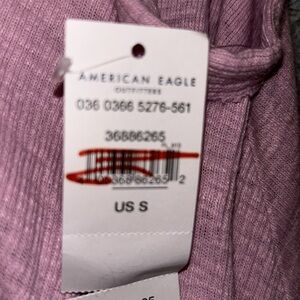 AMERICAN EAGLE
OUTFITTERS
036 0366 5276-561
36886265
US S